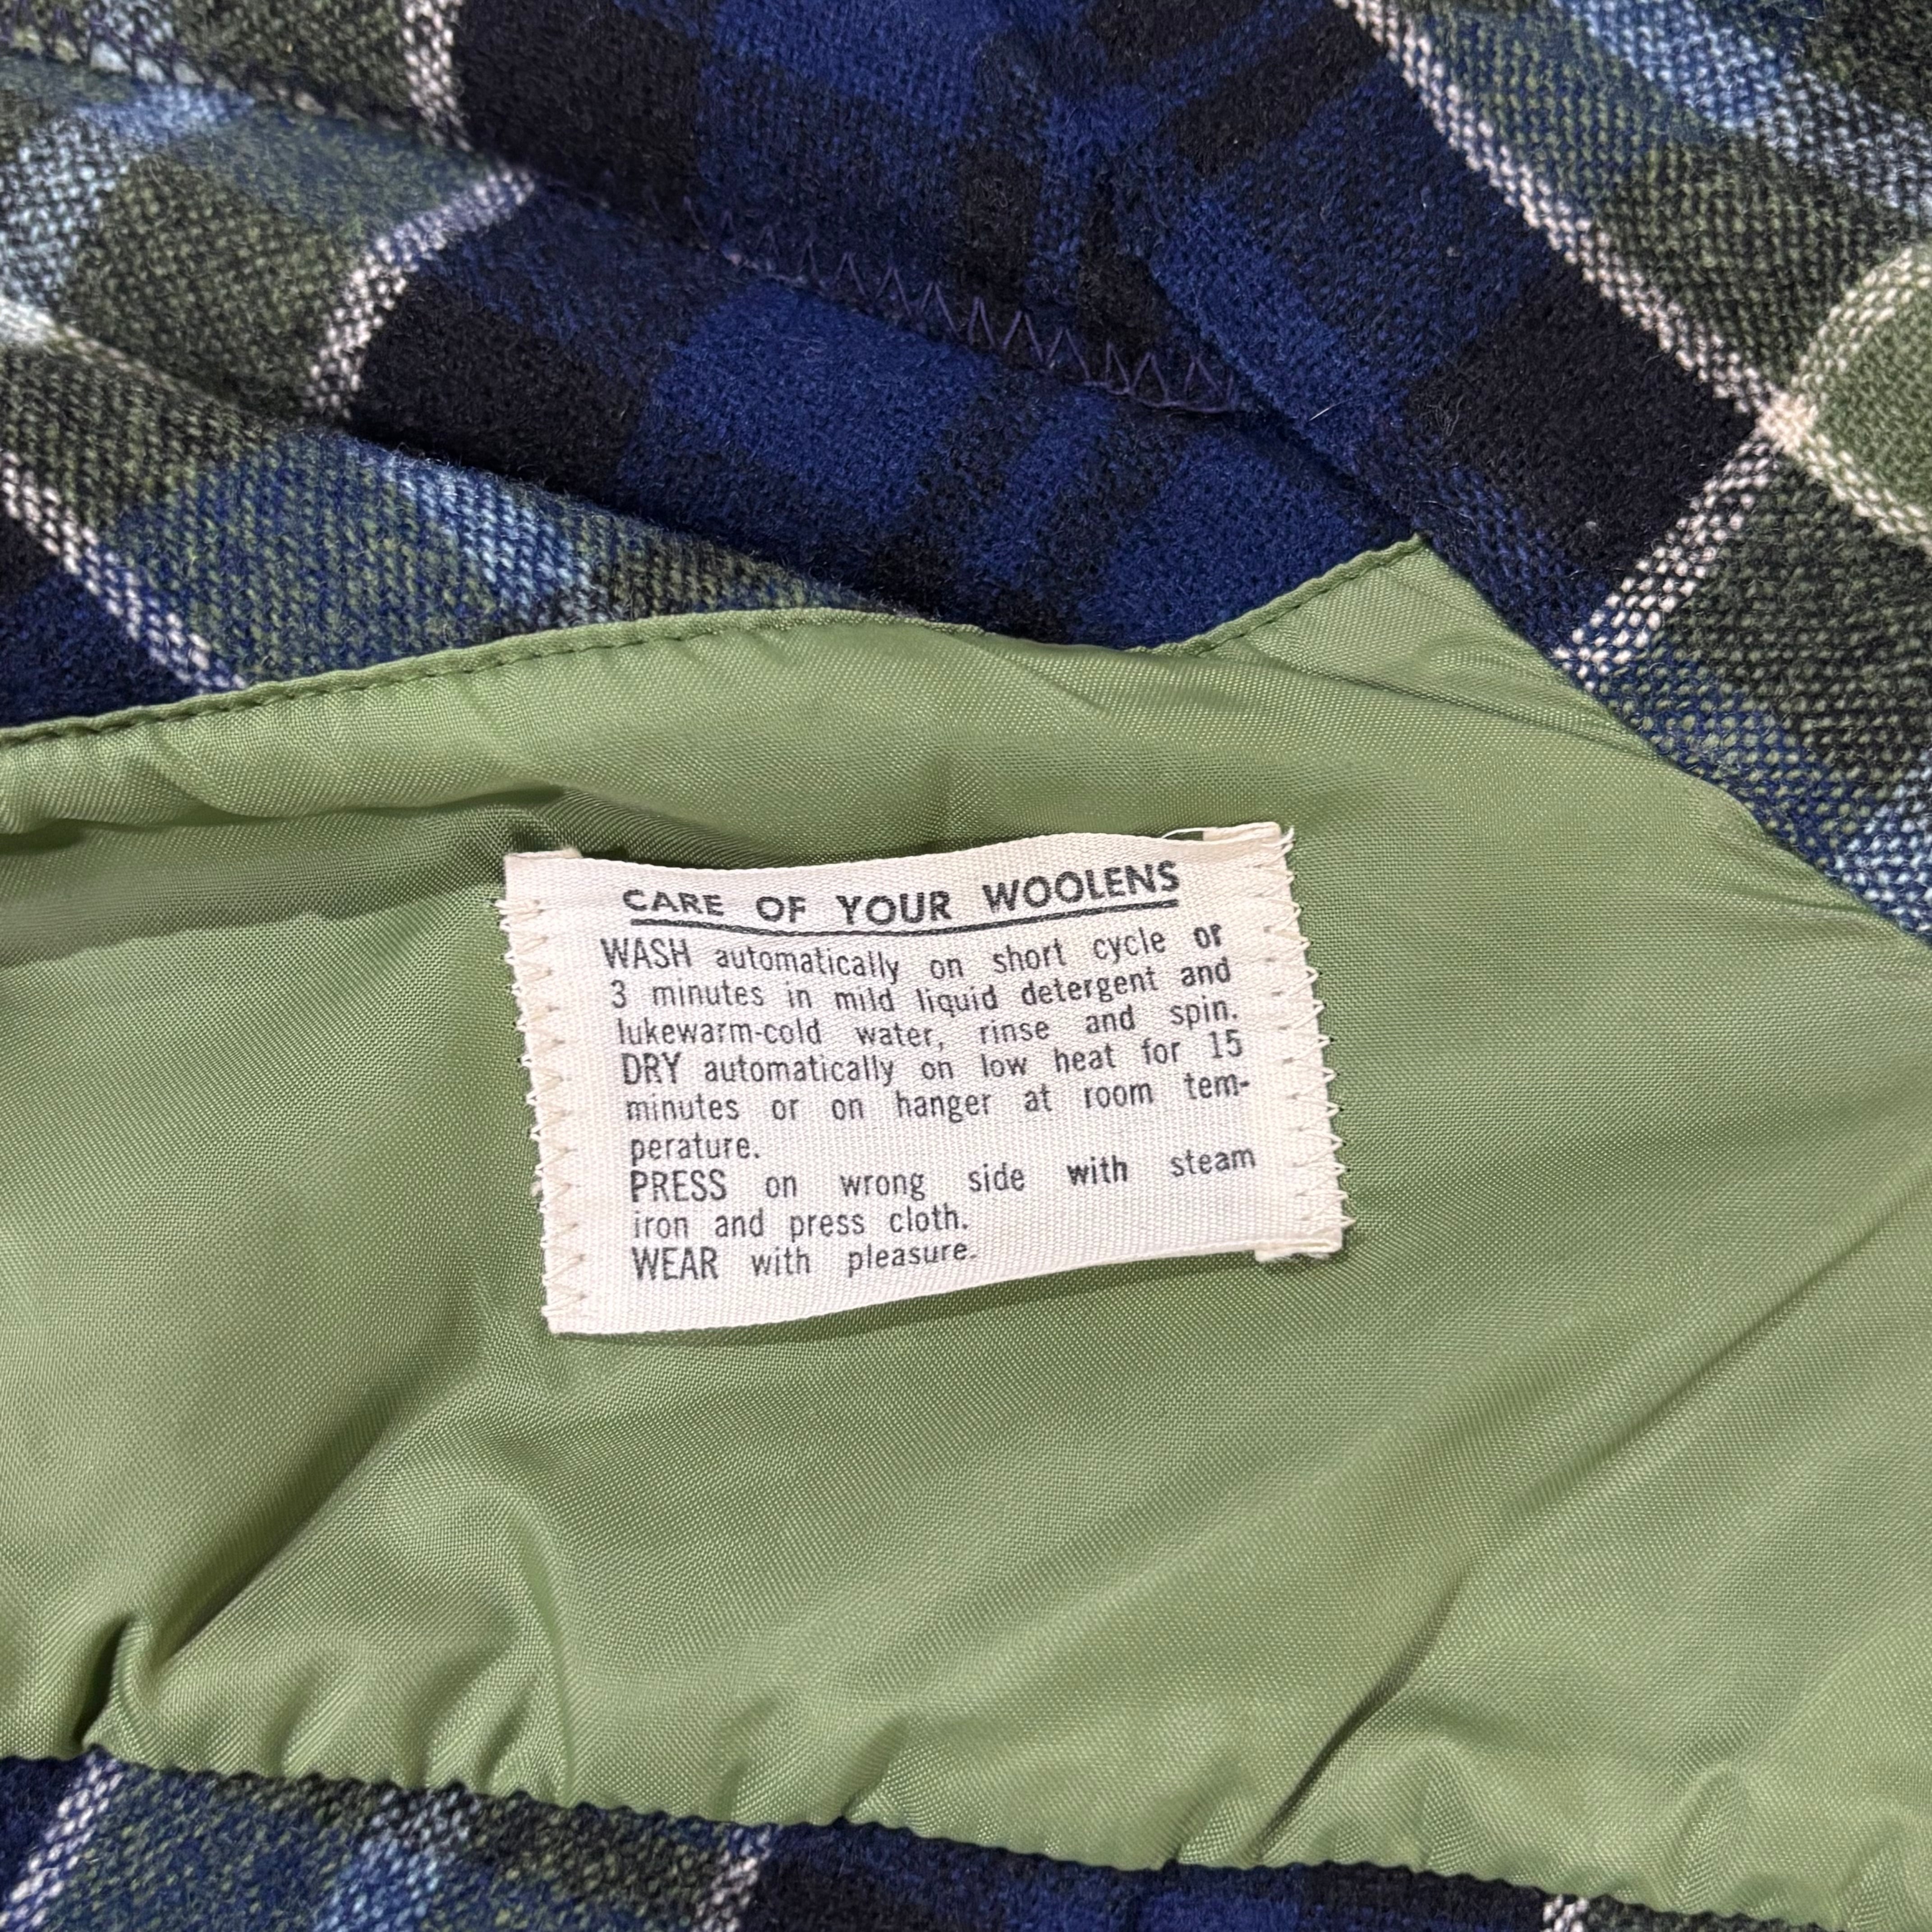 CARE OF YOUR WOOLENS
WASH automatically on short cycle or
3 minutes in mild liquid detergent and
lukewarm-cold water, rinse and spin.
DRY automatically on low heat for 15
minutes or on hanger at room tem-
perature.
PRESS on wrong side with steam
iron and press cloth.
WEAR with pleasure.